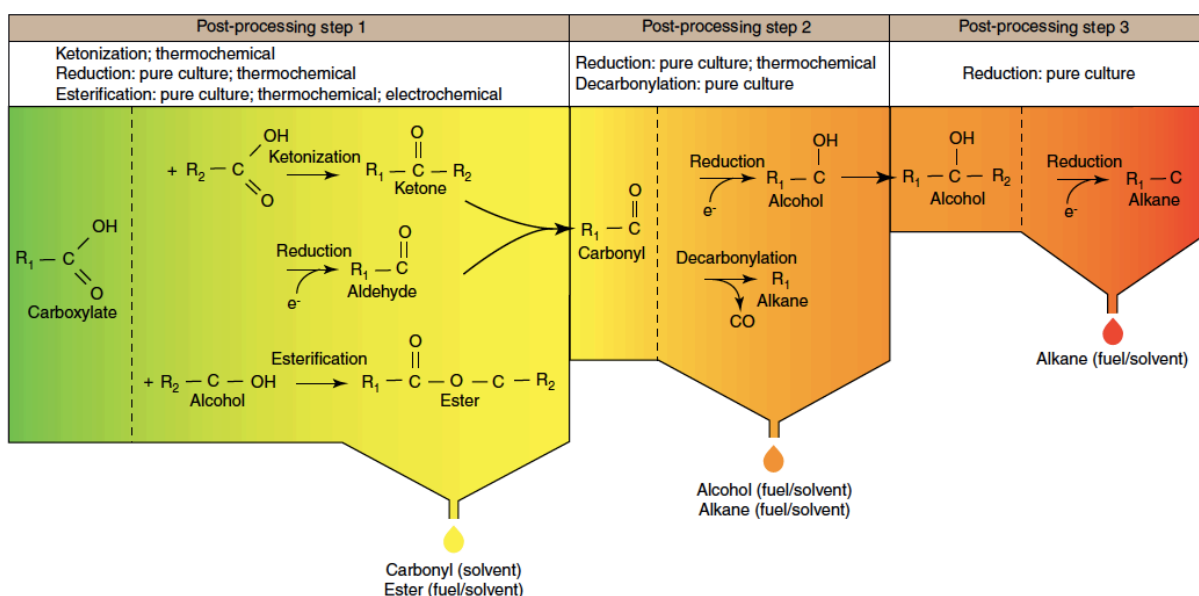 Post-processing step 1
Post-processing step 2
Post-processing step 3
Ketonization; thermochemical
Reduction: pure culture; thermochemical
Esterification: pure culture; thermochemical; electrochemical
Reduction: pure culture; thermochemical
Decarbonylation: pure culture
Reduction: pure culture
R1 C OH O
Carboxylate
+ R2 C OH O
Ketonization
R1 C O R2
Ketone
Reduction
e-
R1 C O
Aldehyde
+ R2 C OH
Alcohol
Esterification
R1 C O O C R2
Ester
R1 C O
Carbonyl
Reduction
e-
R1 C OH
Alcohol
Decarbonylation
CO
R1
Alkane
R1 C OH R2
Alcohol
Reduction
e-
R1 C
Alkane
Carbonyl (solvent)
Ester (fuel/solvent)
Alcohol (fuel/solvent)
Alkane (fuel/solvent)
Alkane (fuel/solvent)